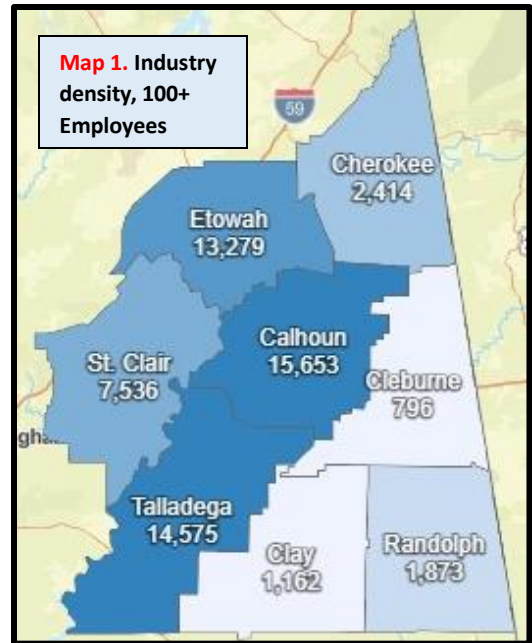 Map 1. Industry
density, 100+
Employees
59
Cherokee
2,414
Etowah
13,279
Calhoun
15,653
St. Clair
7,536
Cleburne
796
Talladega
14,575
Clay
1,162
Randolph
1,873